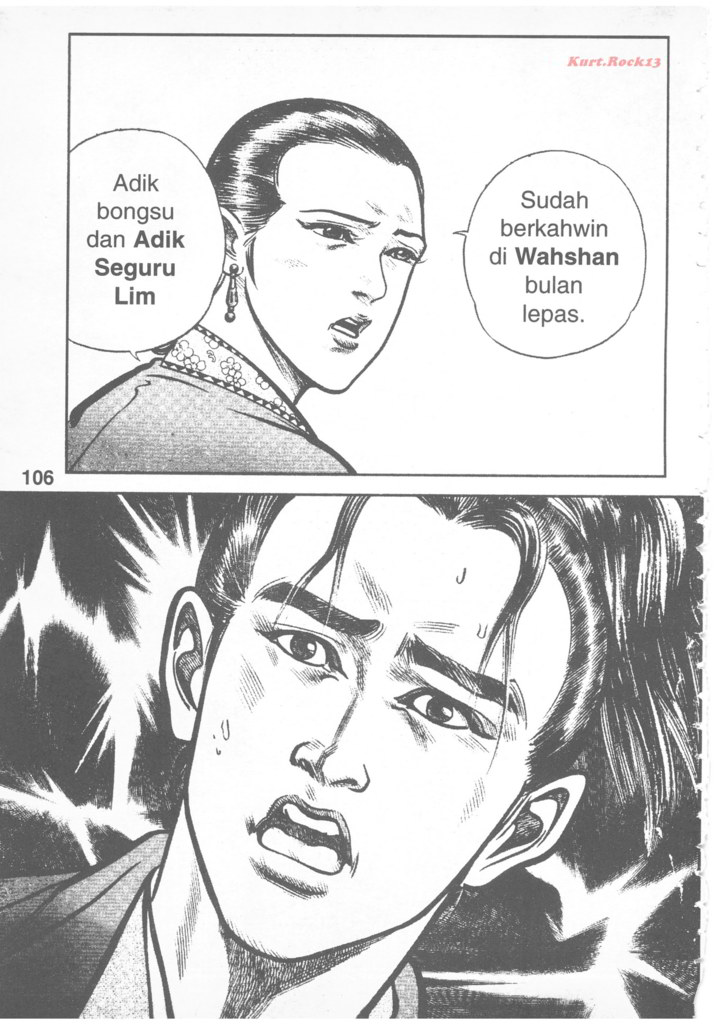 Kurt.Rock13
Adik
bongsu
dan Adik
Seguru
Lim
Sudah
berkahwin
di Wahshan
bulan
lepas.
106